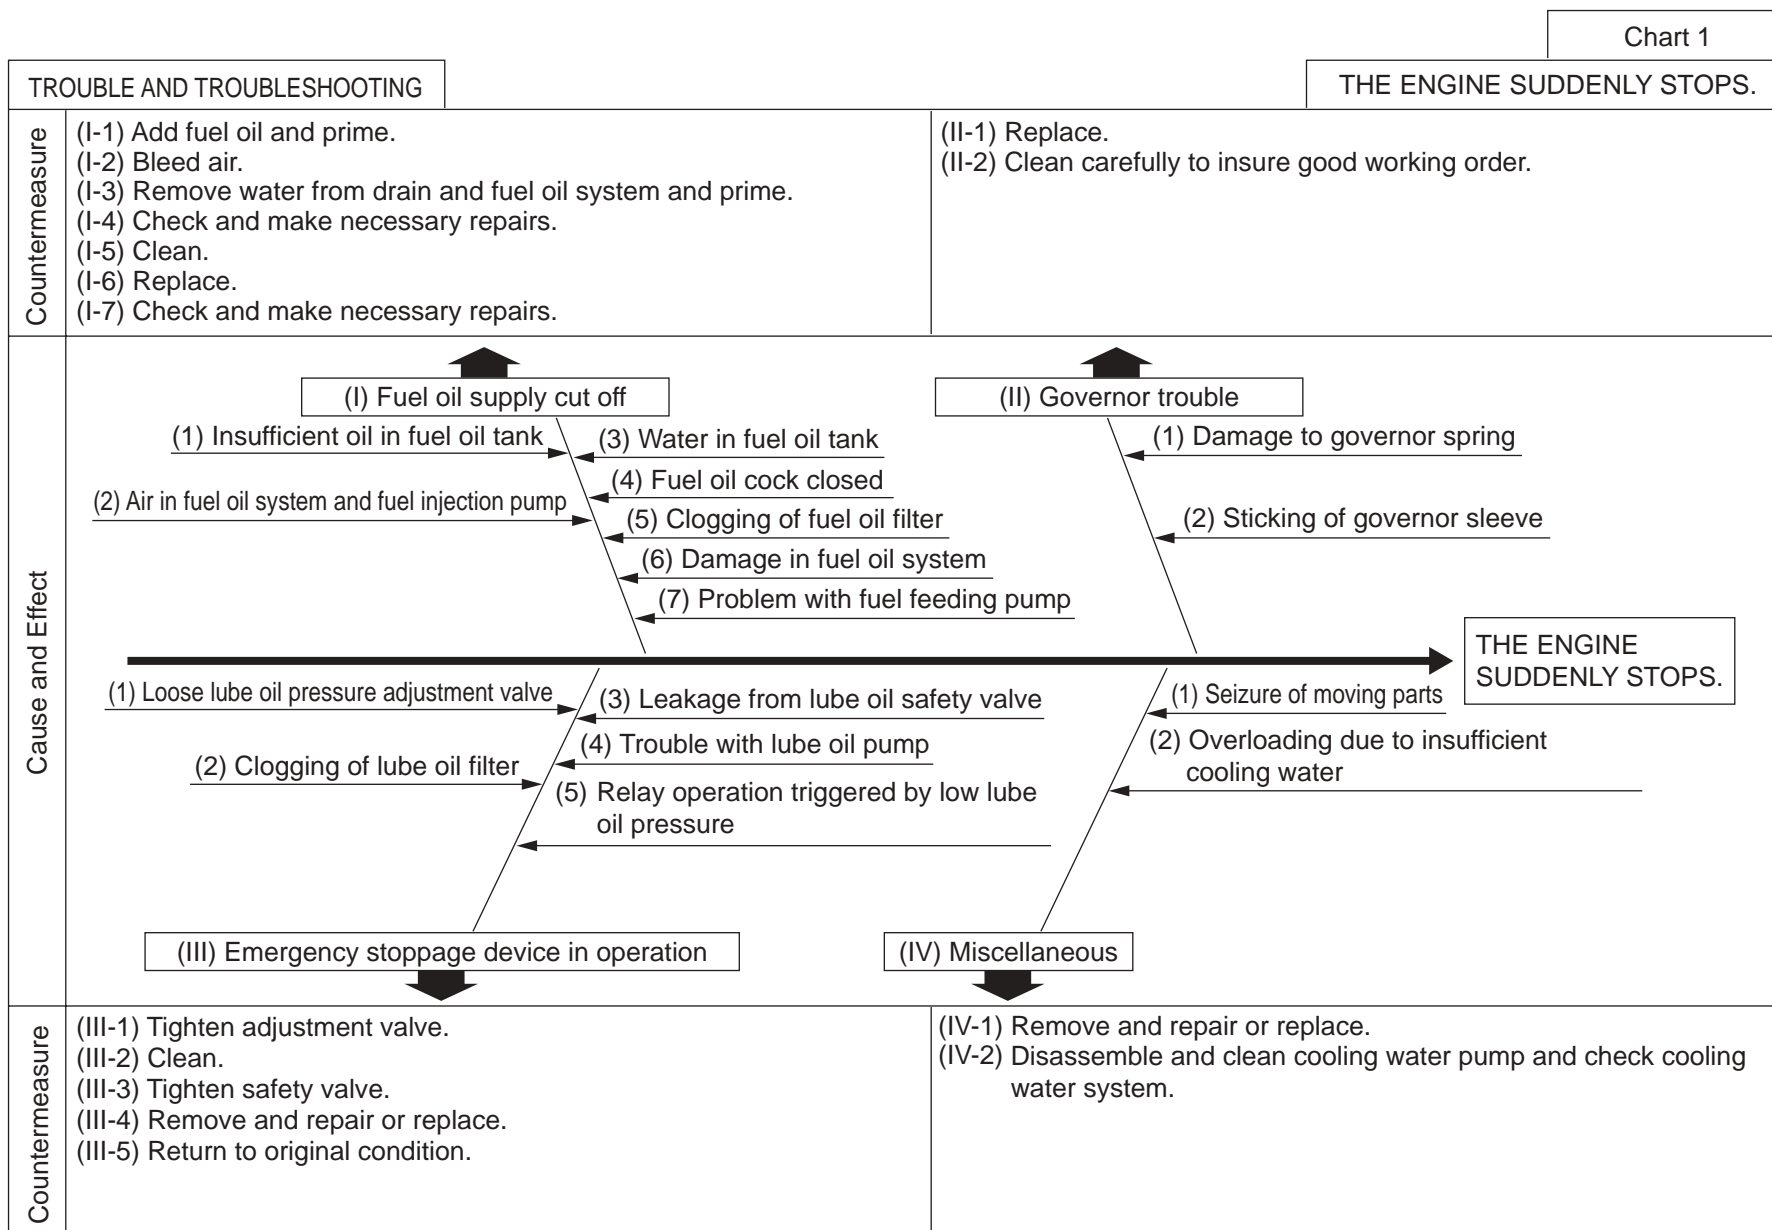 Chart 1
TROUBLE AND TROUBLESHOOTING
THE ENGINE SUDDENLY STOPS.
Countermeasure
(I-1) Add fuel oil and prime.
(I-2) Bleed air.
(I-3) Remove water from drain and fuel oil system and prime.
(I-4) Check and make necessary repairs.
(I-5) Clean.
(I-6) Replace.
(I-7) Check and make necessary repairs.
(II-1) Replace.
(II-2) Clean carefully to insure good working order.
Cause and Effect
(I) Fuel oil supply cut off
(1) Insufficient oil in fuel oil tank
(2) Air in fuel oil system and fuel injection pump
(3) Water in fuel oil tank
(4) Fuel oil cock closed
(5) Clogging of fuel oil filter
(6) Damage in fuel oil system
(7) Problem with fuel feeding pump
(II) Governor trouble
(1) Damage to governor spring
(2) Sticking of governor sleeve
THE ENGINE
SUDDENLY STOPS.
(1) Loose lube oil pressure adjustment valve
(2) Clogging of lube oil filter
(3) Leakage from lube oil safety valve
(4) Trouble with lube oil pump
(5) Relay operation triggered by low lube
oil pressure
(III) Emergency stoppage device in operation
(1) Seizure of moving parts
(2) Overloading due to insufficient
cooling water
(IV) Miscellaneous
Countermeasure
(III-1) Tighten adjustment valve.
(III-2) Clean.
(III-3) Tighten safety valve.
(III-4) Remove and repair or replace.
(III-5) Return to original condition.
(IV-1) Remove and repair or replace.
(IV-2) Disassemble and clean cooling water pump and check cooling
water system.